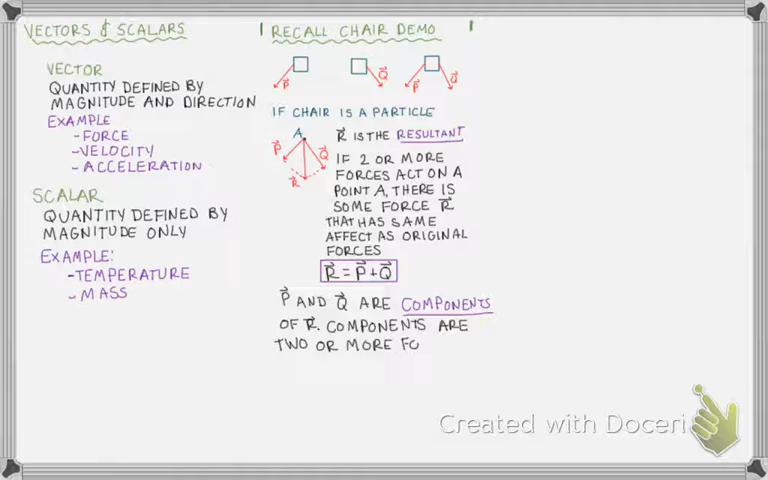 VECTORS & SCALARS
VECTOR
QUANTITY DEFINED BY
MAGNITUDE AND DIRECTION
EXAMPLE
-FORCE
-VELOCITY
-ACCELERATION
SCALAR
QUANTITY DEFINED BY
MAGNITUDE ONLY
EXAMPLE:
-TEMPERATURE
-MASS
RECALL CHAIR DEMO
P⃗ Q⃗ P⃗ Q⃗
IF CHAIR IS A PARTICLE
A
P⃗ Q⃗
R⃗
R⃗ IS THE RESULTANT
IF 2 OR MORE
FORCES ACT ON A
POINT A, THERE IS
SOME FORCE R⃗
THAT HAS SAME
AFFECT AS ORIGINAL
FORCES
R⃗ = P⃗ + Q⃗
P⃗ AND Q⃗ ARE COMPONENTS
OF R⃗. COMPONENTS ARE
TWO OR MORE FO
Created with Doceri